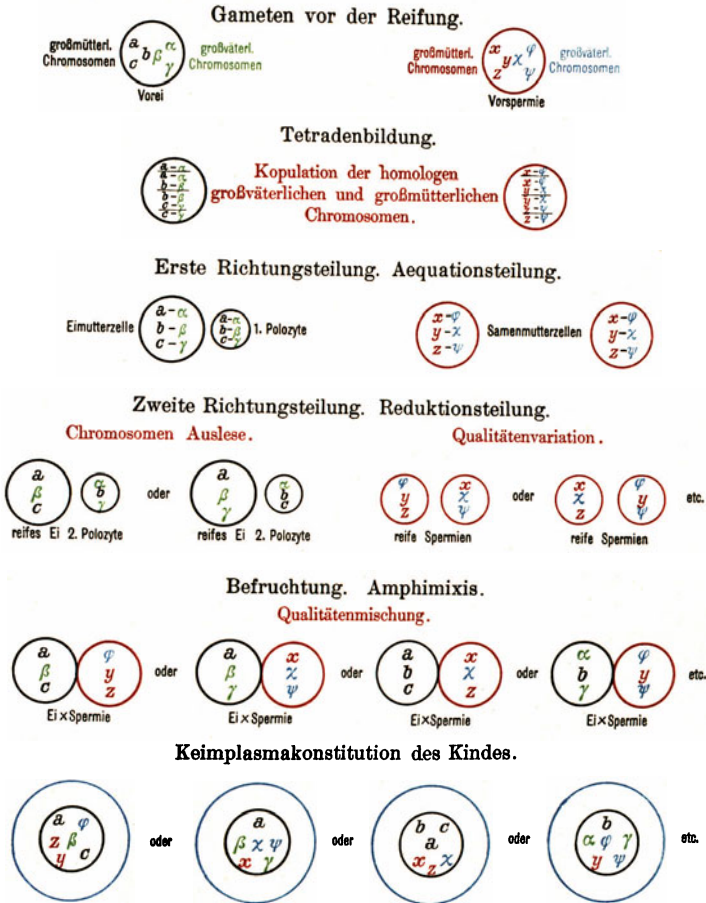 Gameten vor der Reifung.
großmütterl. Chromosomen
a α
b β
c γ
großväterl. Chromosomen
Vorei
großmütterl. Chromosomen
x φ
y χ
z ψ
großväterl. Chromosomen
Vorspermie
Tetradenbildung.
a-α
a-α
b-β
b-β
c-γ
c-γ
Kopulation der homologen
großväterlichen und großmütterlichen
Chromosomen.
x-φ
x-φ
y-χ
y-χ
z-ψ
z-ψ
Erste Richtungsteilung. Aequationsteilung.
Eimutterzelle
a-α
b-β
c-γ
a-α
b-β
c-γ
1. Polozyte
x-φ
y-χ
z-ψ
Samenmutterzellen
x-φ
y-χ
z-ψ
Zweite Richtungsteilung. Reduktionsteilung.
Chromosomen Auslese. Qualitätenvariation.
a
β
c
α
b
γ
oder
a
β
γ
α
b
c
φ
y
z
x
χ
ψ
oder
x
χ
z
φ
y
ψ
etc.
reifes Ei 2. Polozyte
reifes Ei 2. Polozyte
reife Spermien
reife Spermien
Befruchtung. Amphimixis.
Qualitätenmischung.
a
β
c
φ
y
z
oder
a
β
γ
x
χ
ψ
oder
a
b
c
x
χ
z
oder
α
b
γ
φ
y
ψ
etc.
Ei×Spermie
Ei×Spermie
Ei×Spermie
Ei×Spermie
Keimplasmakonstitution des Kindes.
a φ
z β
y c
oder
a
β χ ψ
x γ
oder
b c
a
x z χ
oder
b
α φ γ
y ψ
etc.